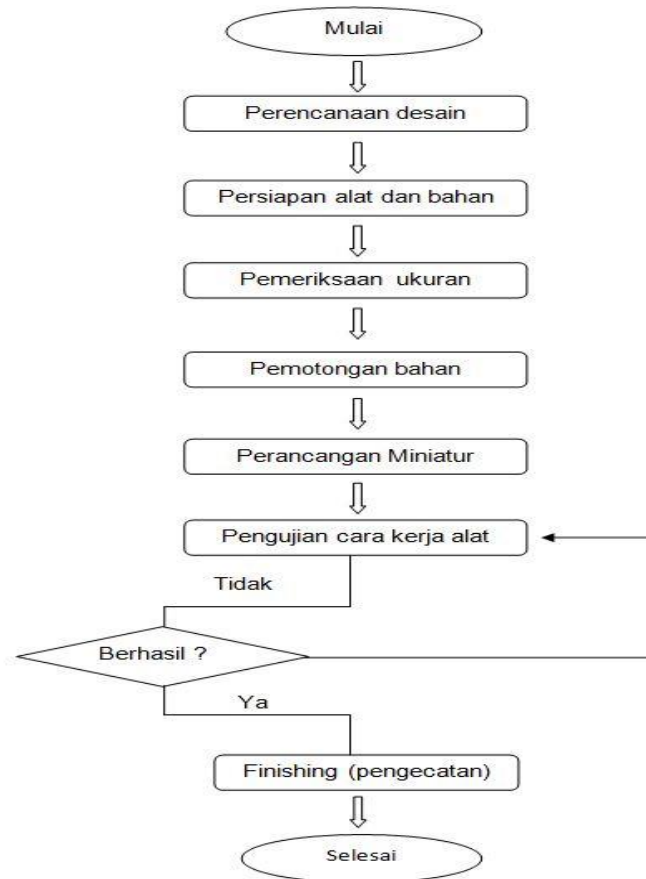 Mulai
Perencanaan desain
Persiapan alat dan bahan
Pemeriksaan ukuran
Pemotongan bahan
Perancangan Miniatur
Pengujian cara kerja alat
Tidak
Berhasil ?
Ya
Finishing (pengecatan)
Selesai